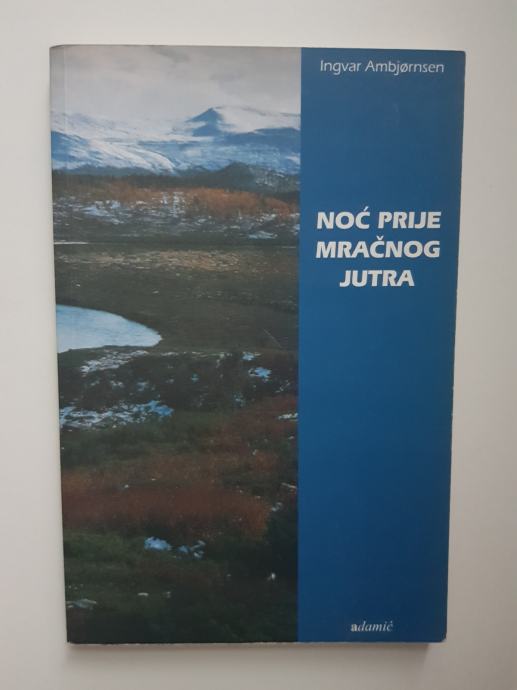 Ingvar Ambjørnsen
NOĆ PRIJE
MRAČNOG
JUTRA
adamić